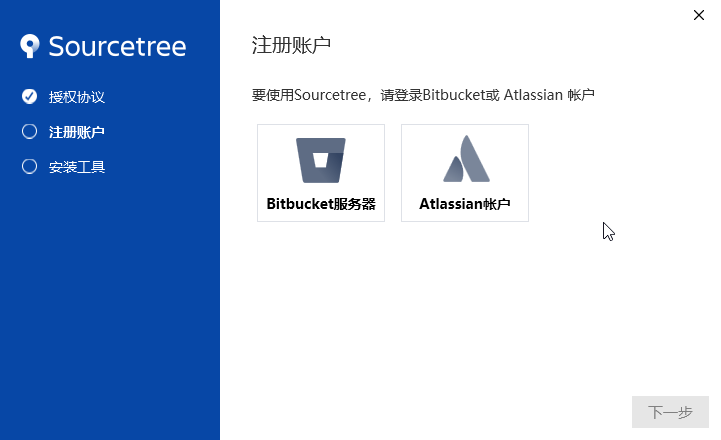 Sourcetree
授权协议
注册账户
安装工具
注册账户
要使用Sourcetree，请登录Bitbucket或 Atlassian 帐户
Bitbucket服务器
Atlassian帐户
下一步